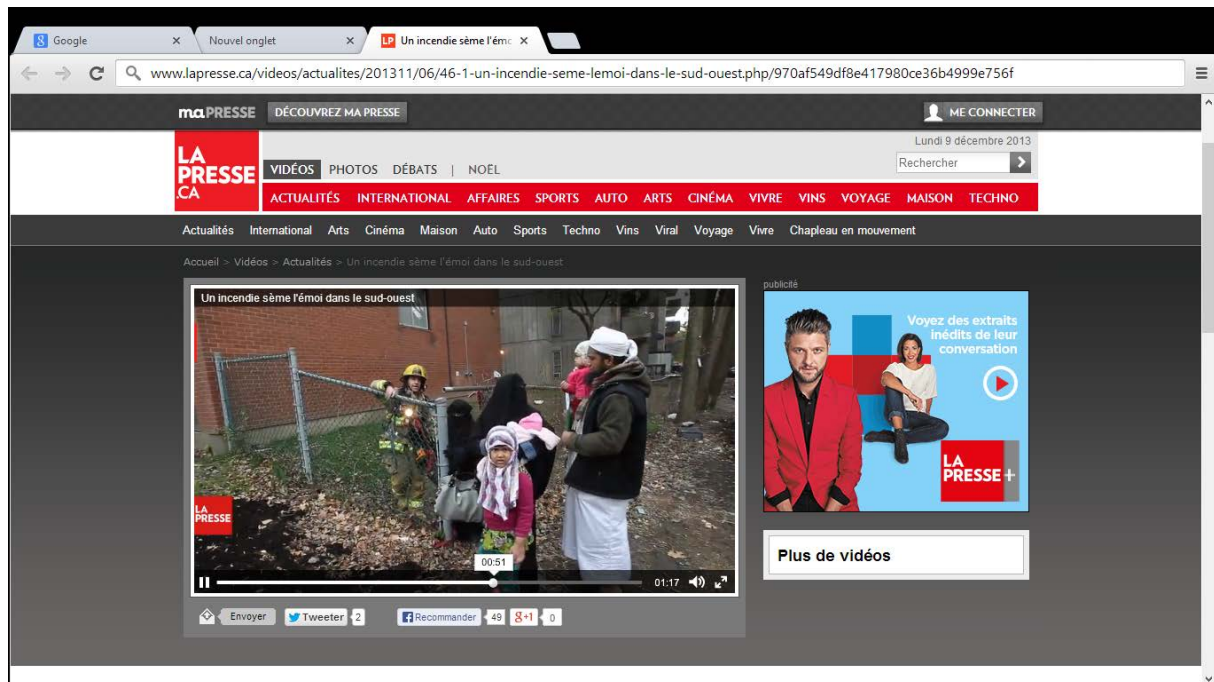 Google
Nouvel onglet
LP Un incendie sème l'émo
www.lapresse.ca/videos/actualites/201311/06/46-1-un-incendie-seme-lemoi-dans-le-sud-ouest.php/970af549df8e417980ce36b4999e756f
ma PRESSE DÉCOUVREZ MA PRESSE ME CONNECTER
Lundi 9 décembre 2013
LA PRESSE .CA
VIDÉOS PHOTOS DÉBATS | NOËL Rechercher
ACTUALITÉS INTERNATIONAL AFFAIRES SPORTS AUTO ARTS CINÉMA VIVRE VINS VOYAGE MAISON TECHNO
Actualités International Arts Cinéma Maison Auto Sports Techno Vins Viral Voyage Vivre Chapleau en mouvement
Accueil > Vidéos > Actualités > Un incendie sème l'émoi dans le sud-ouest
Un incendie sème l'émoi dans le sud-ouest
LA PRESSE
00:51
01:17
Envoyer Tweeter 2 Recommander 49 +1 0
publicité
Voyez des extraits
inédits de leur
conversation
LA
PRESSE+
Plus de vidéos